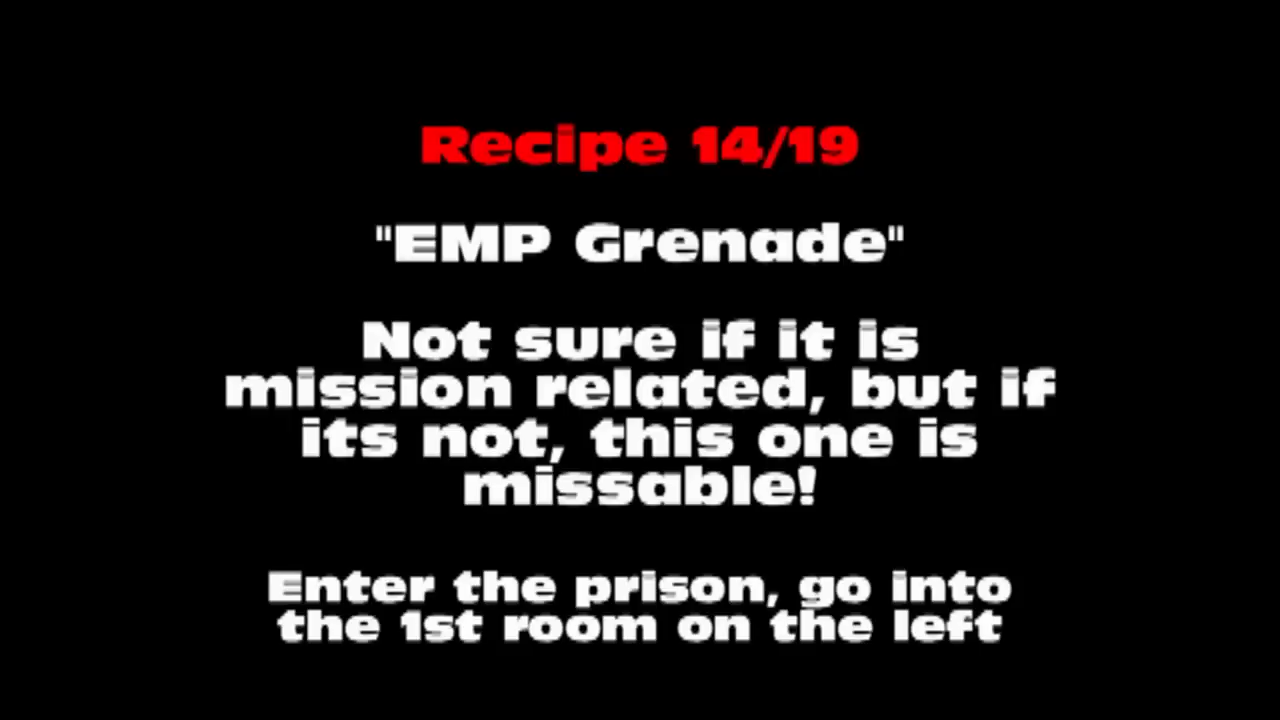 Recipe 14/19
"EMP Grenade"
Not sure if it is
mission related, but if
its not, this one is
missable!
Enter the prison, go into
the 1st room on the left